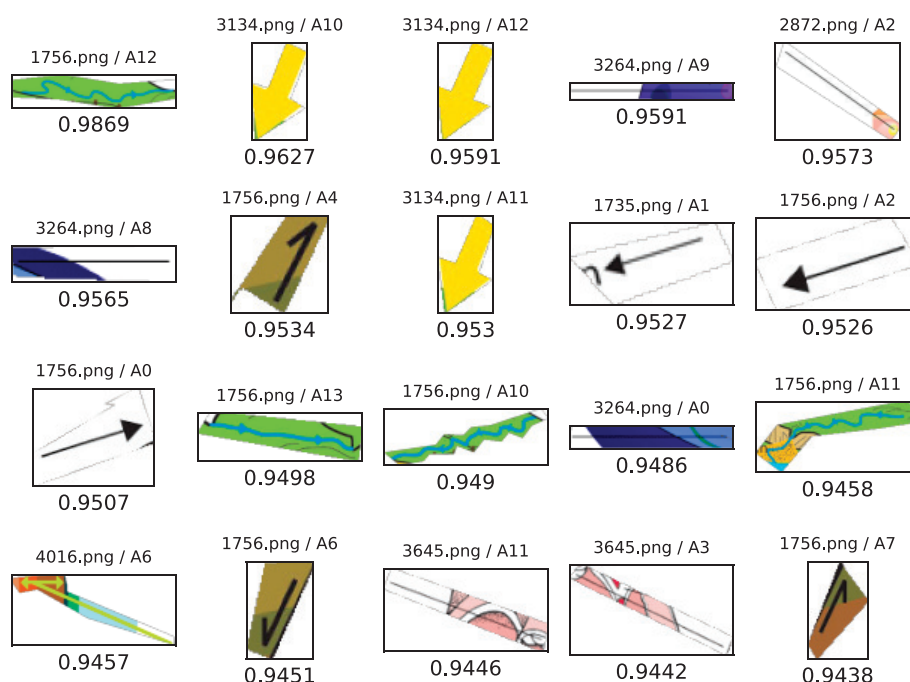 1756.png / A12
0.9869
3134.png / A10
0.9627
3134.png / A12
0.9591
3264.png / A9
0.9591
2872.png / A2
0.9573
3264.png / A8
0.9565
1756.png / A4
0.9534
3134.png / A11
0.953
1735.png / A1
0.9527
1756.png / A2
0.9526
1756.png / A0
0.9507
1756.png / A13
0.9498
1756.png / A10
0.949
3264.png / A0
0.9486
1756.png / A11
0.9458
4016.png / A6
0.9457
1756.png / A6
0.9451
3645.png / A11
0.9446
3645.png / A3
0.9442
1756.png / A7
0.9438